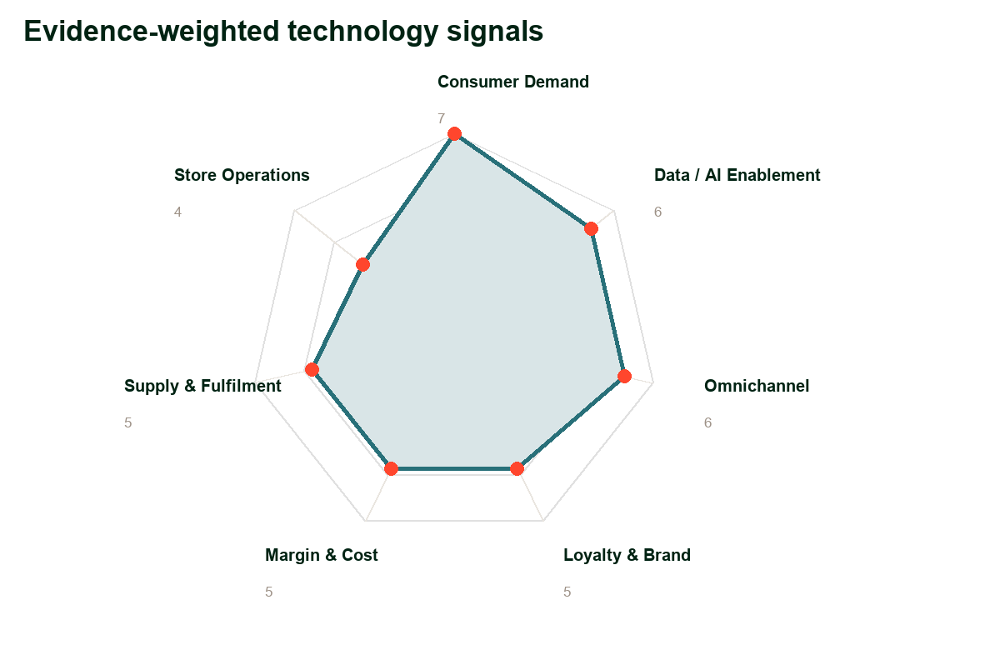 Evidence-weighted technology signals
Consumer Demand
7
Store Operations
4
Data / AI Enablement
6
Supply & Fulfilment
5
Omnichannel
6
Margin & Cost
5
Loyalty & Brand
5